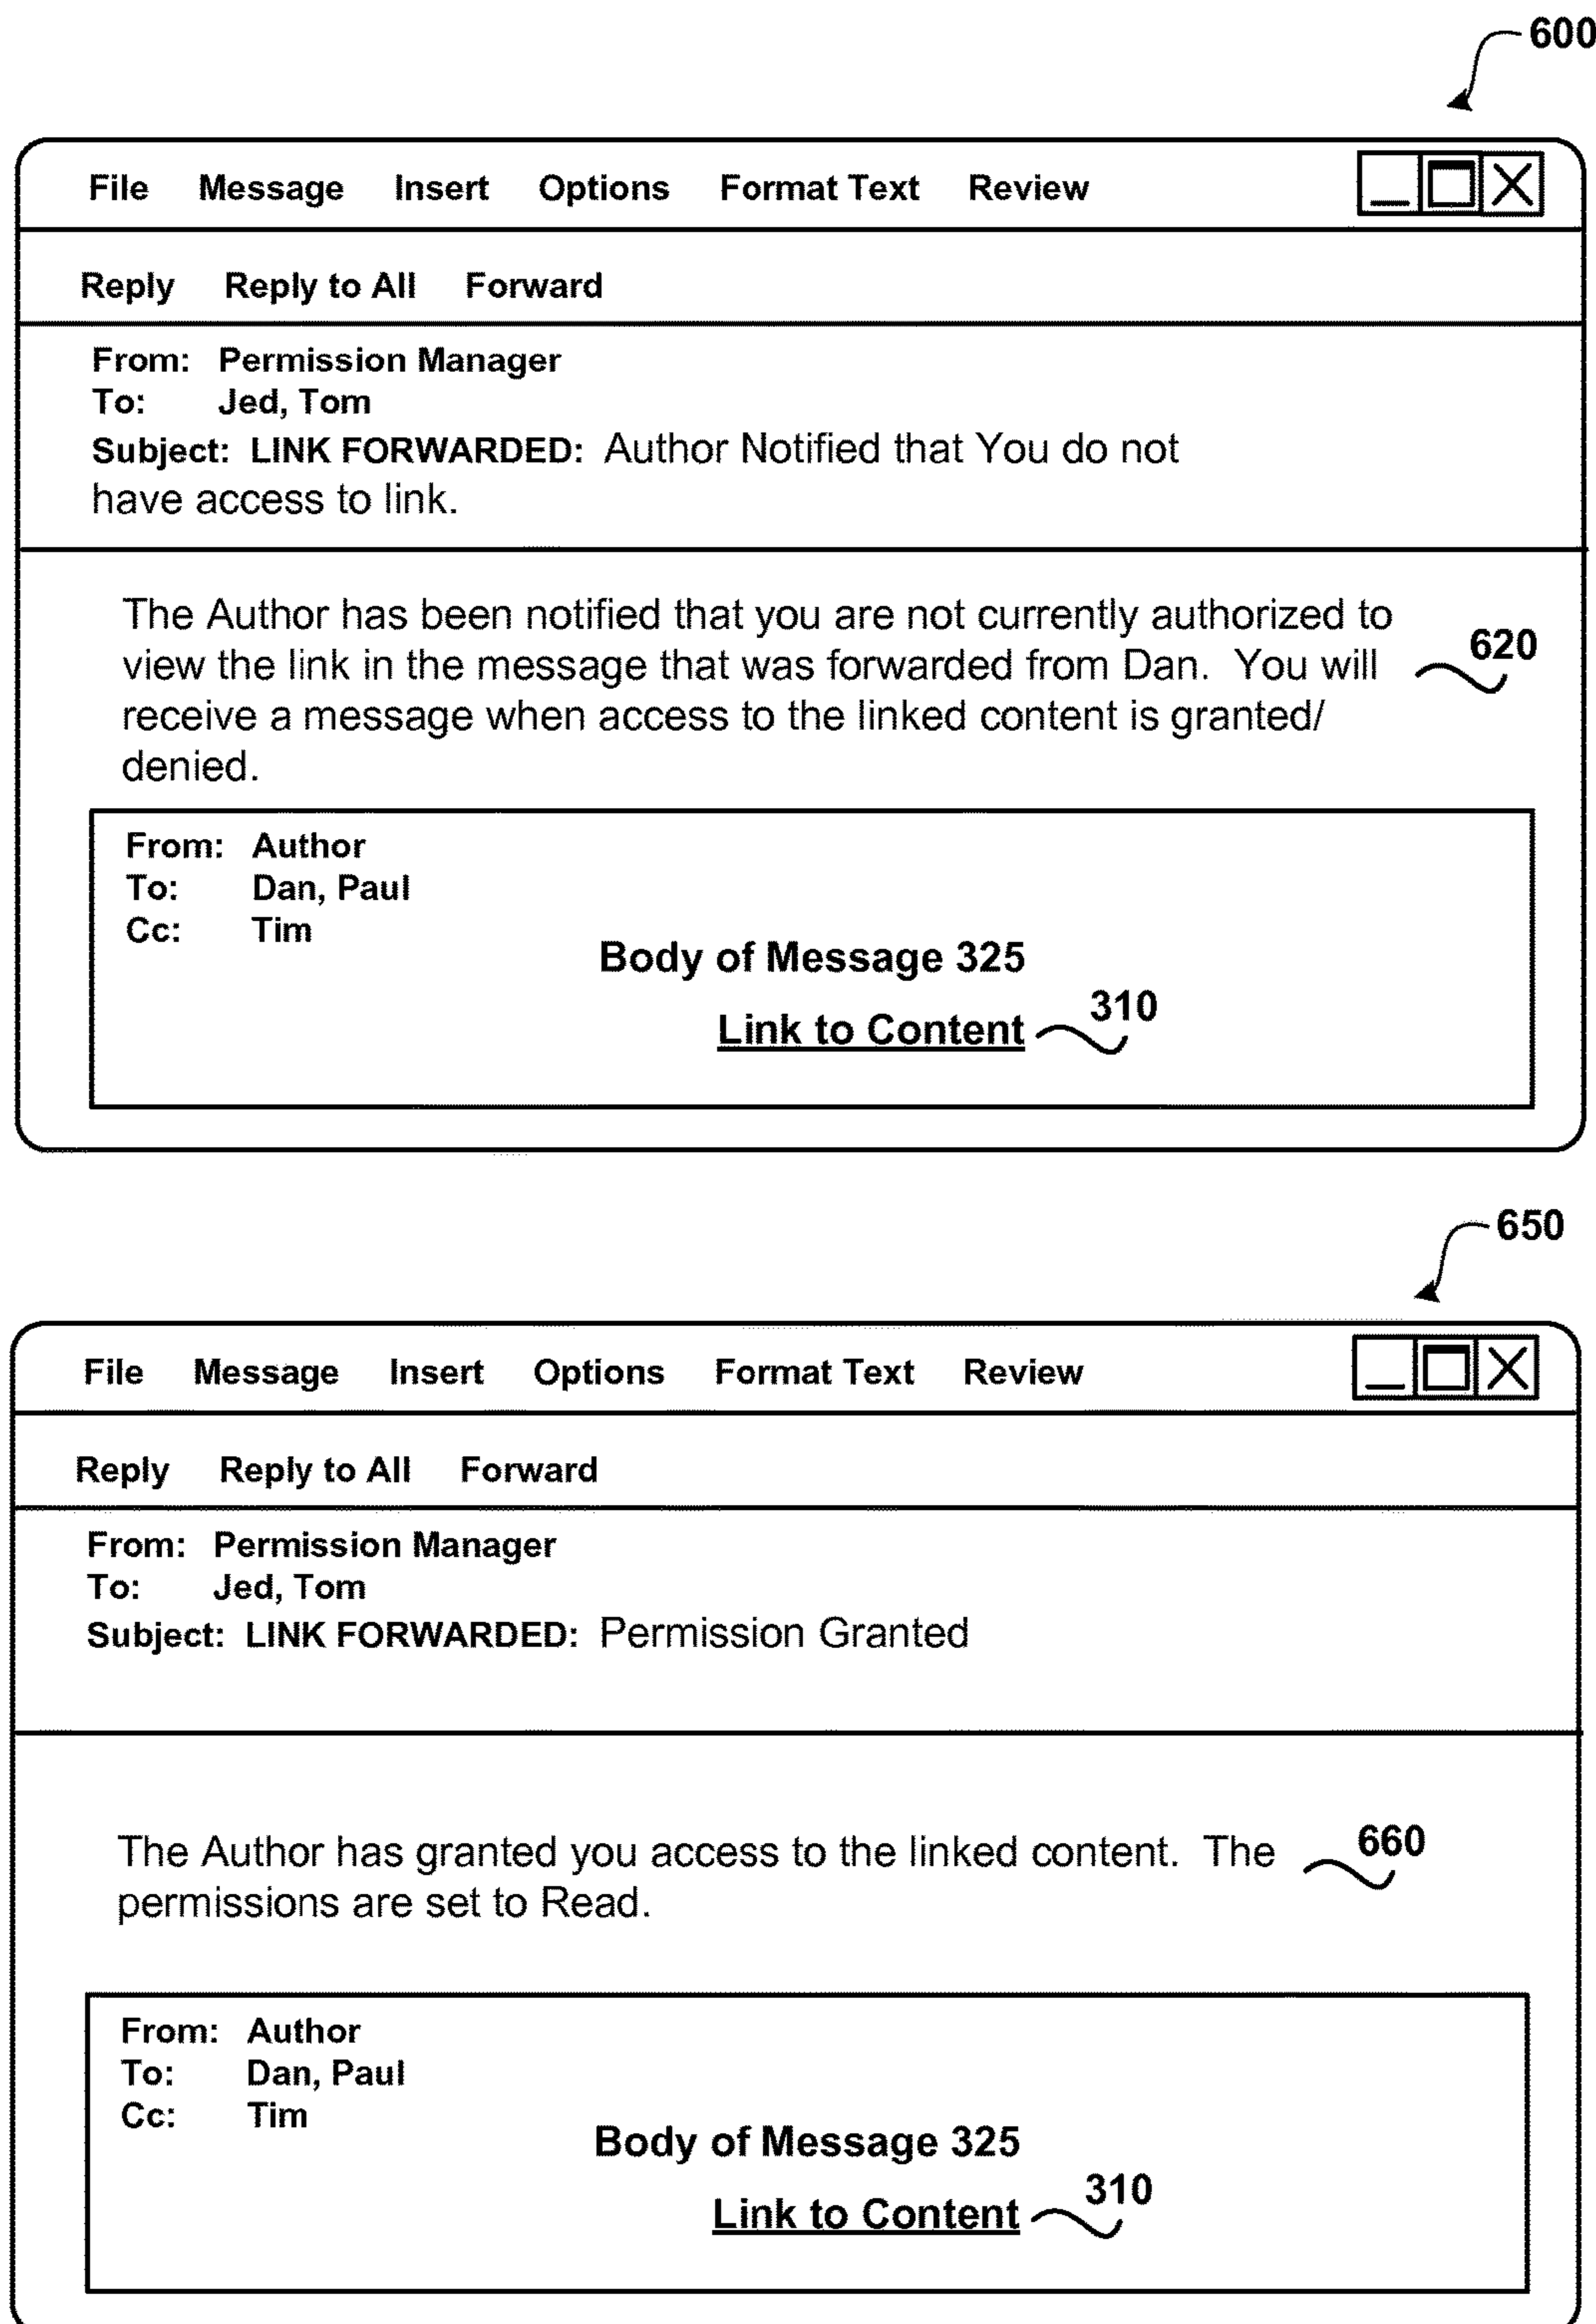 600
File Message Insert Options Format Text Review
Reply Reply to All Forward
From: Permission Manager
To: Jed, Tom
Subject: LINK FORWARDED: Author Notified that You do not
have access to link.
The Author has been notified that you are not currently authorized to
view the link in the message that was forwarded from Dan. You will
receive a message when access to the linked content is granted/
denied.
620
From: Author
To: Dan, Paul
Cc: Tim
Body of Message 325
Link to Content 310
650
File Message Insert Options Format Text Review
Reply Reply to All Forward
From: Permission Manager
To: Jed, Tom
Subject: LINK FORWARDED: Permission Granted
The Author has granted you access to the linked content. The
permissions are set to Read.
660
From: Author
To: Dan, Paul
Cc: Tim
Body of Message 325
Link to Content 310